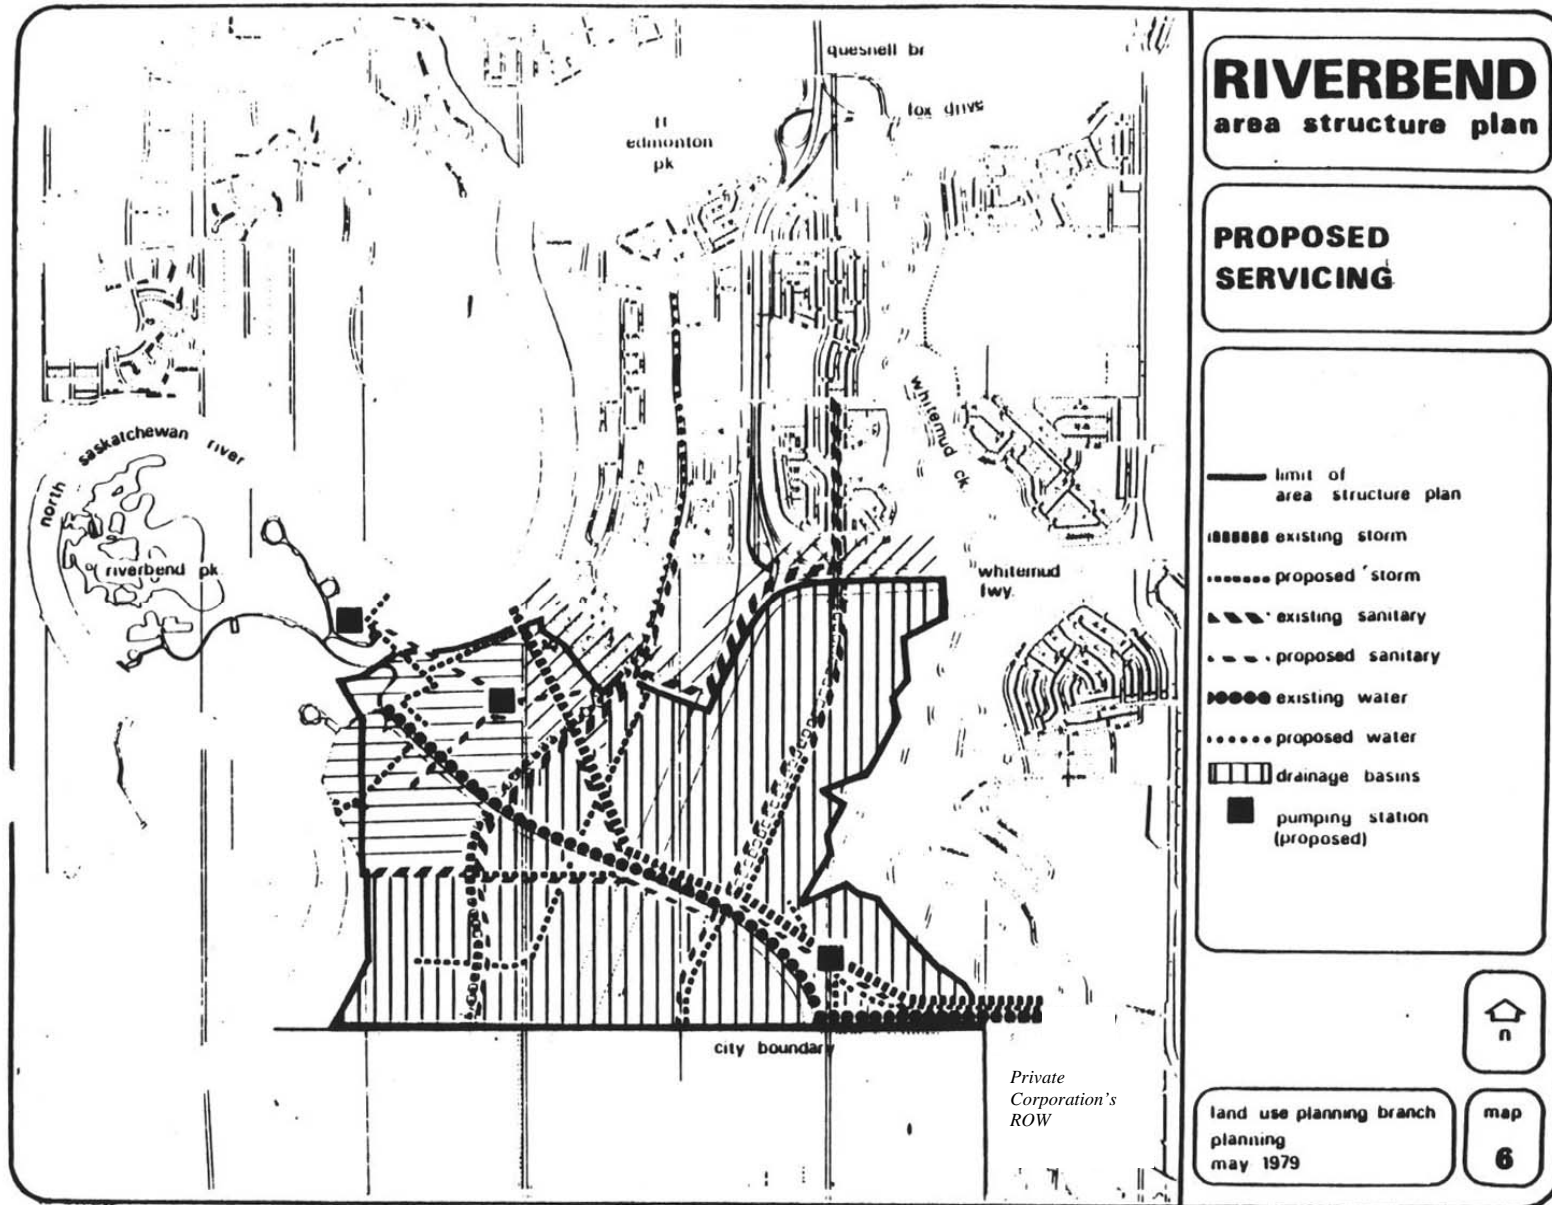 quesnell br
fox drive
ft
edmonton
pk
north saskatchewan river
riverbend pk
whitemud ck.
whitemud
fwy.
city boundary
Private
Corporation's
ROW
RIVERBEND
area structure plan
PROPOSED
SERVICING
limit of
area structure plan
existing storm
proposed storm
existing sanitary
proposed sanitary
existing water
proposed water
drainage basins
pumping station
(proposed)
n
land use planning branch
planning
may 1979
map
6